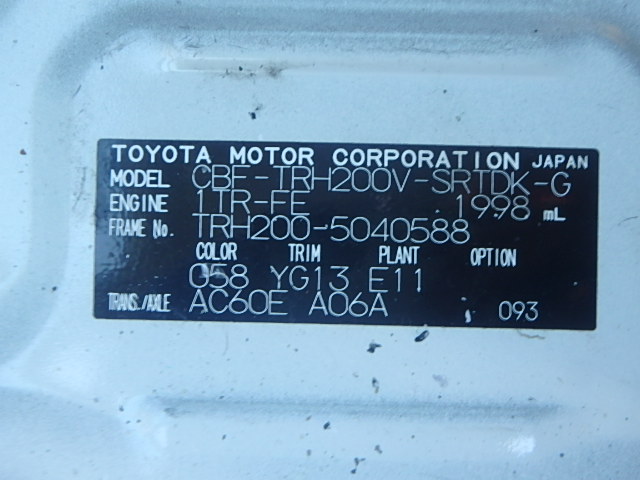 TOYOTA MOTOR CORPORATION JAPAN
MODEL CBF-TRH200V-SRTDK-G
ENGINE 1TR-FE 1998 mL
FRAME No. TRH200-5040588
COLOR TRIM PLANT OPTION
058 YG13 E11
TRANS./AXLE AC60E A06A 093